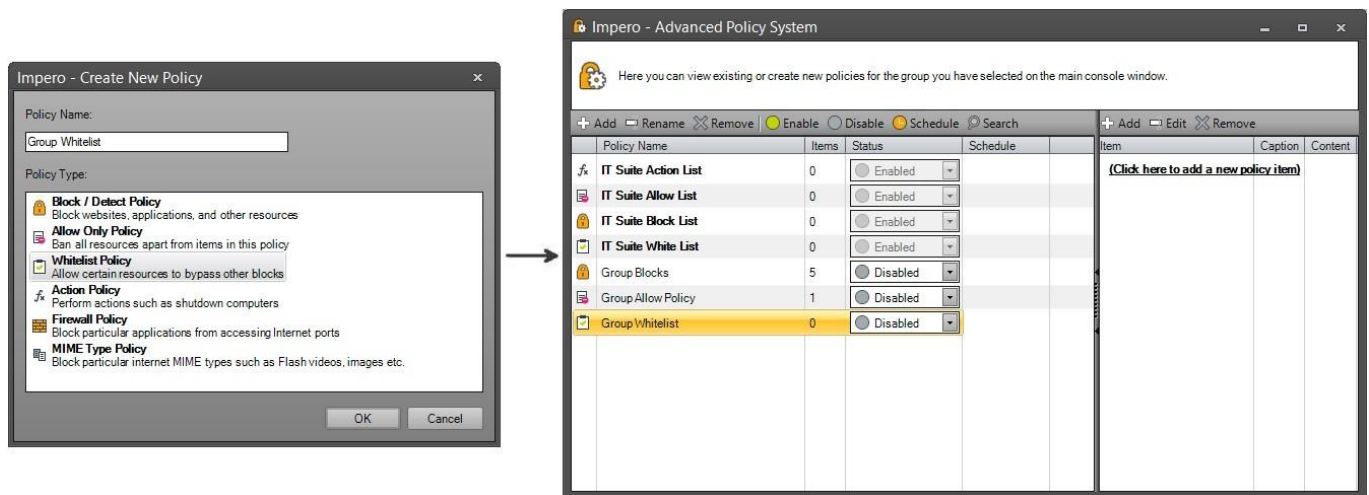 Impero - Create New Policy
Policy Name:
Group Whitelist
Policy Type:
Block / Detect Policy
Block websites, applications, and other resources
Allow Only Policy
Ban all resources apart from items in this policy
Whitelist Policy
Allow certain resources to bypass other blocks
Action Policy
Perform actions such as shutdown computers
Firewall Policy
Block particular applications from accessing Internet ports
MIME Type Policy
Block particular internet MIME types such as Flash videos, images etc.
OK Cancel
Impero - Advanced Policy System
Here you can view existing or create new policies for the group you have selected on the main console window.
Add Rename Remove Enable Disable Schedule Search
Policy Name Items Status Schedule
IT Suite Action List 0 Enabled
IT Suite Allow List 0 Enabled
IT Suite Block List 0 Enabled
IT Suite White List 0 Enabled
Group Blocks 5 Disabled
Group Allow Policy 1 Disabled
Group Whitelist 0 Disabled
Add Edit Remove
Item Caption Content
(Click here to add a new policy item)